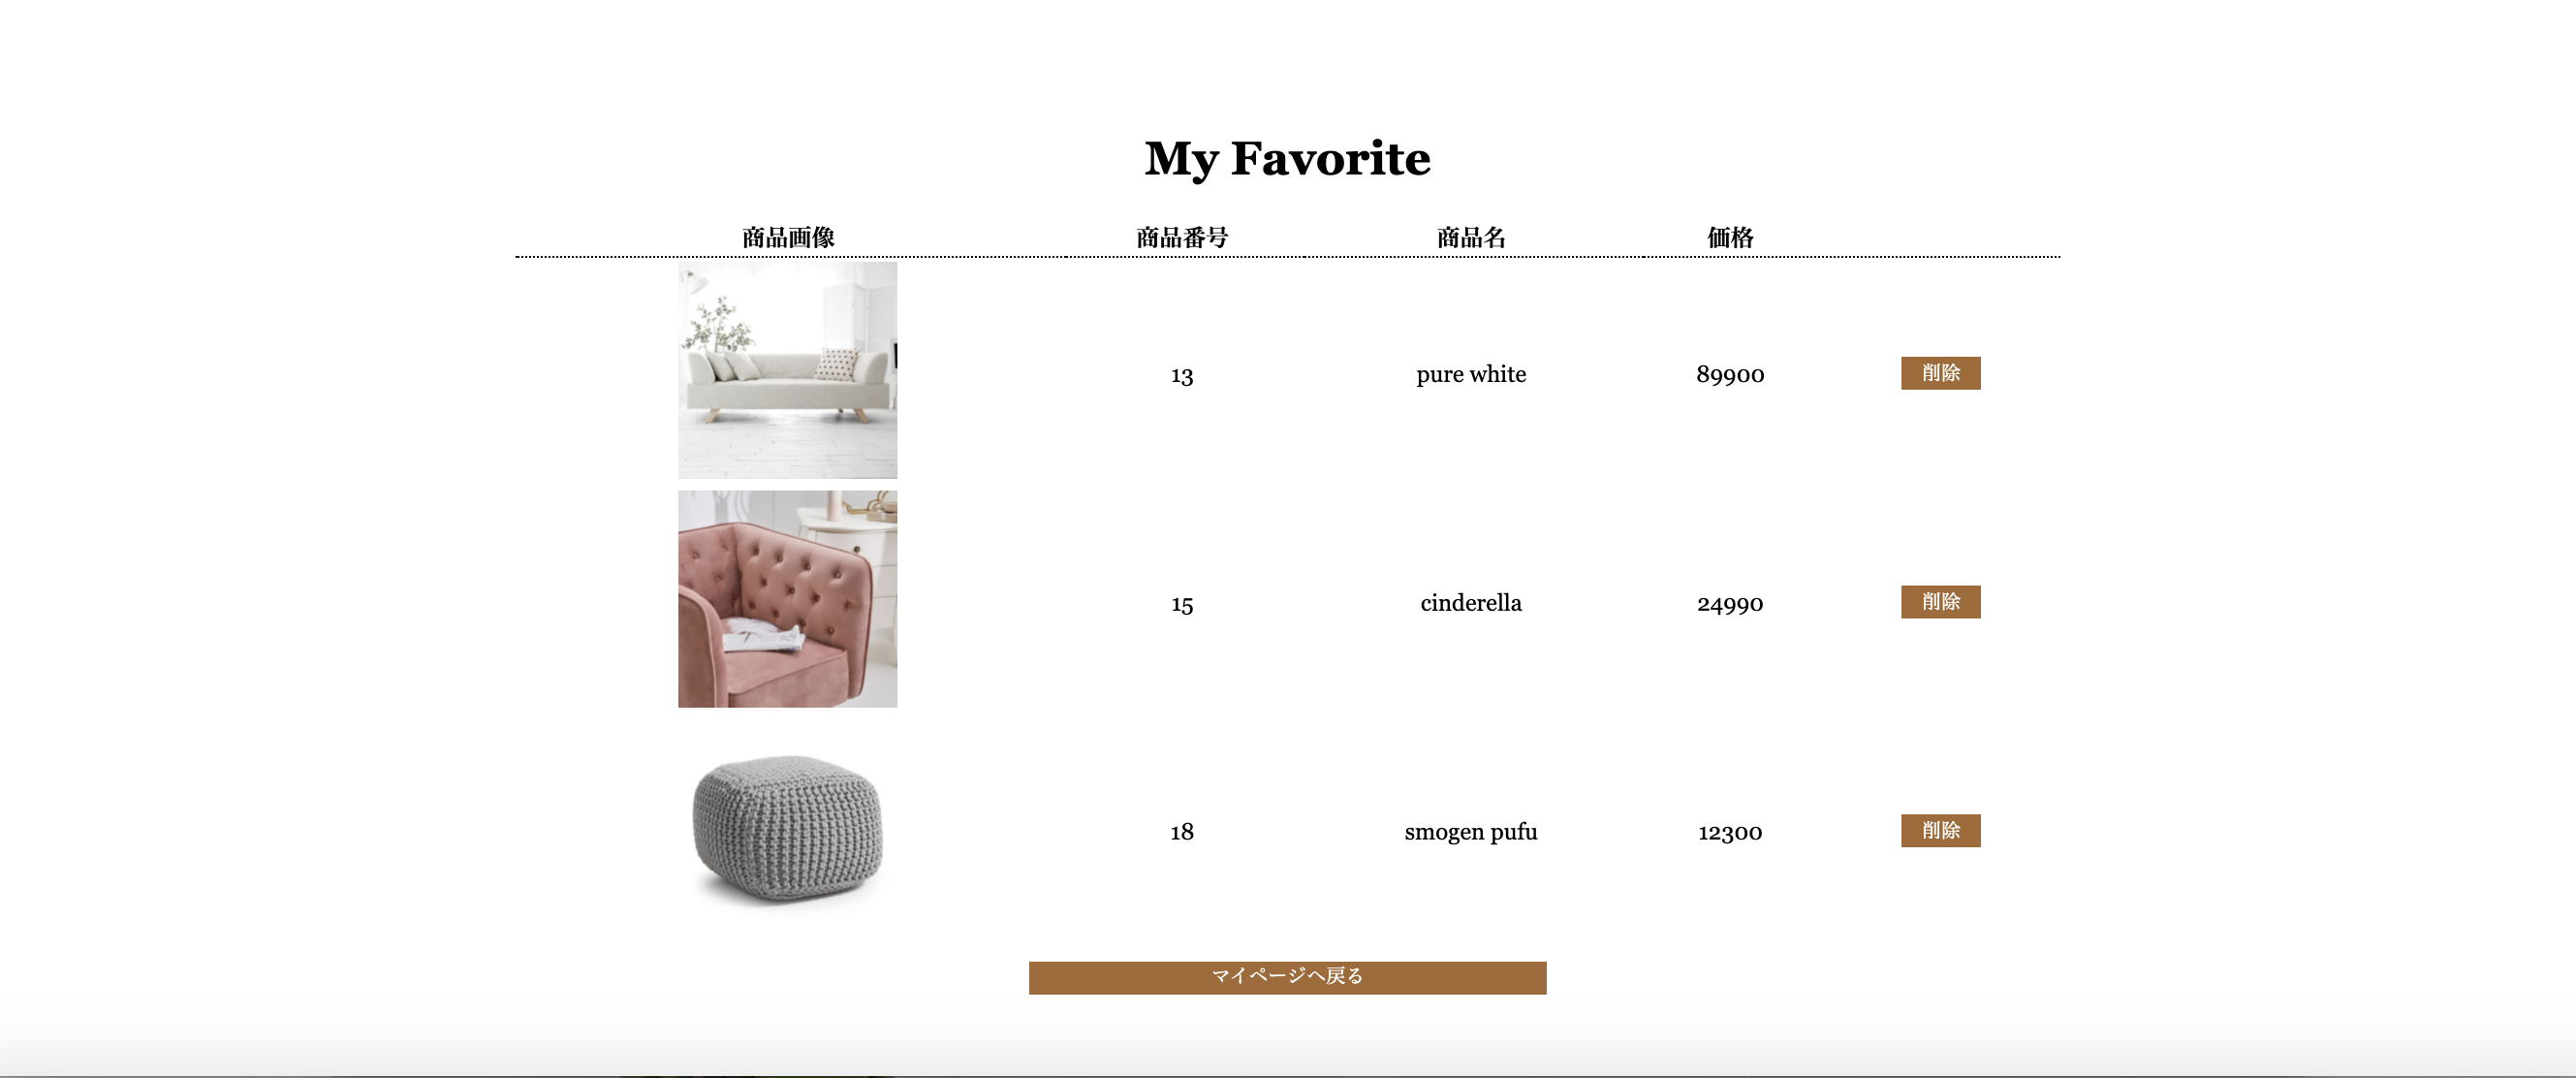 My Favorite
商品画像 商品番号 商品名 価格
13 pure white 89900 削除
15 cinderella 24990 削除
18 smogen pufu 12300 削除
マイページへ戻る